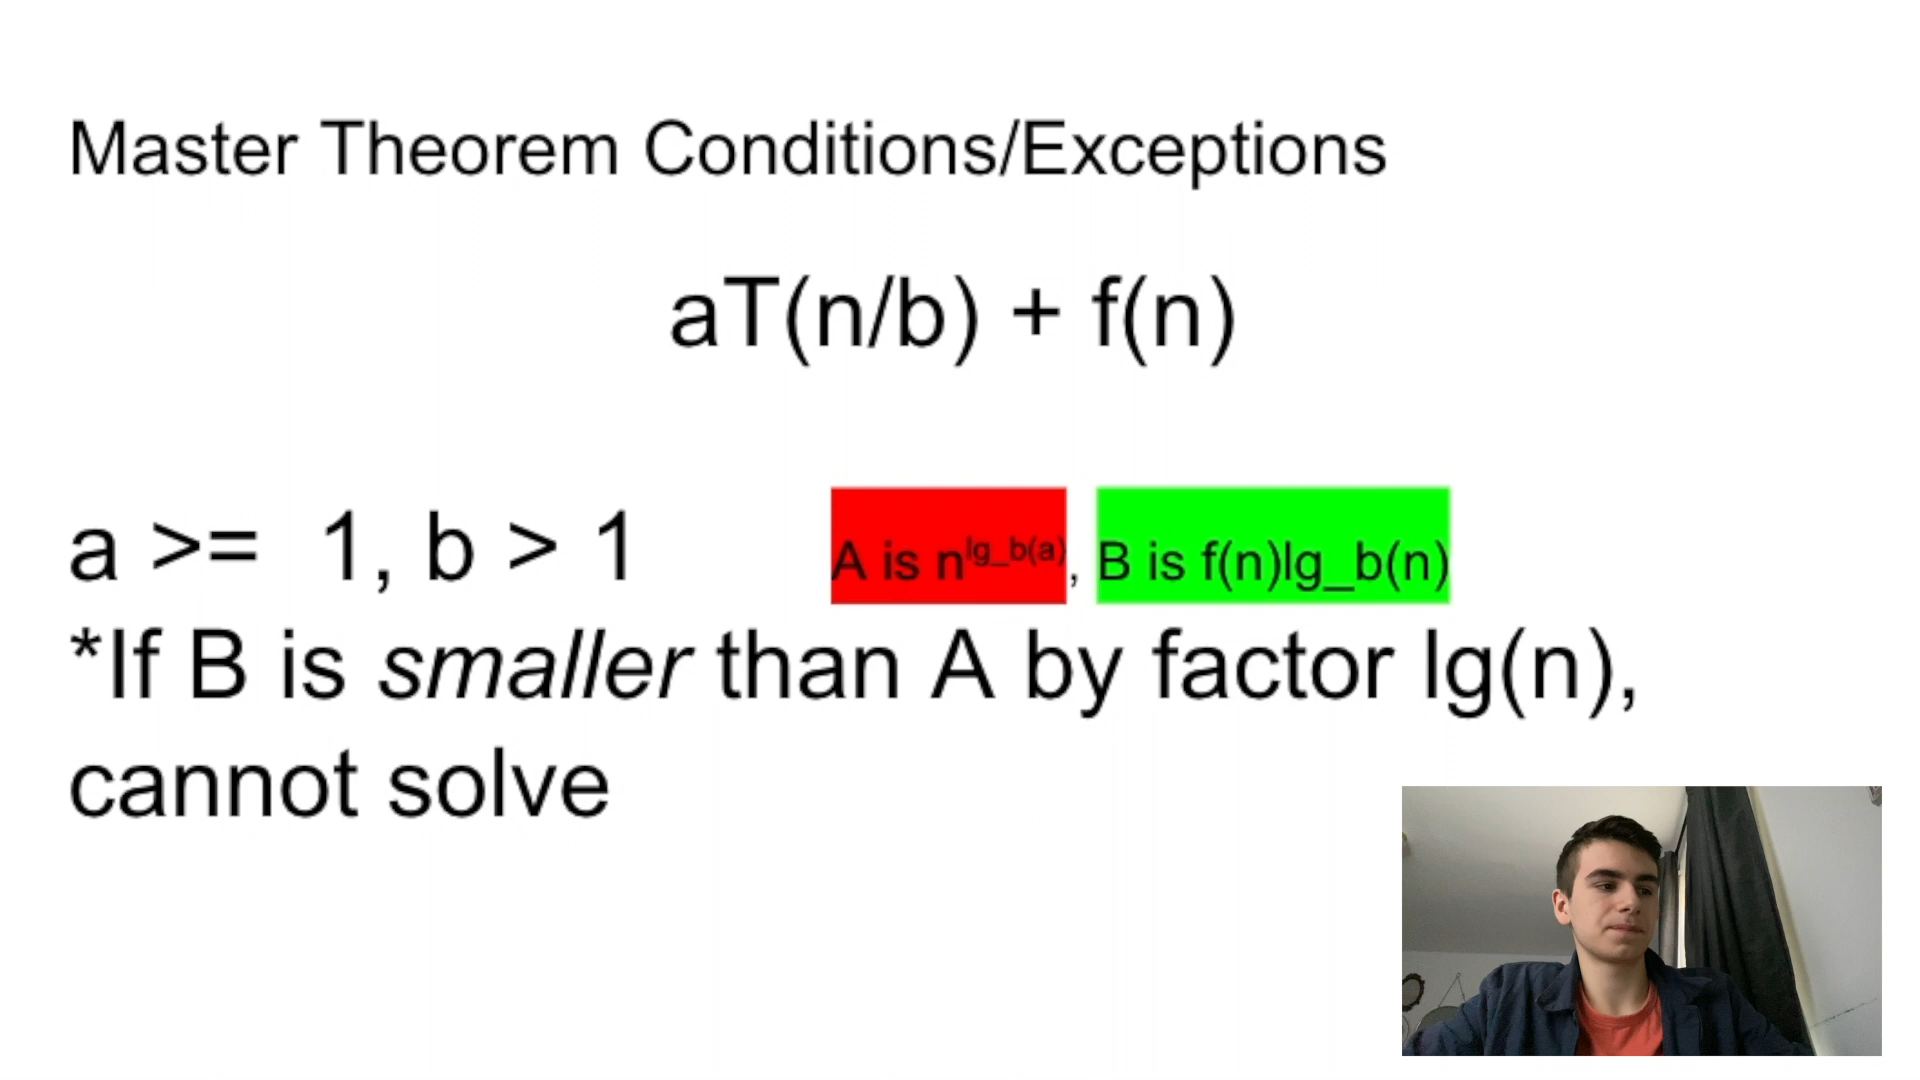 Master Theorem Conditions/Exceptions
aT(n/b) + f(n)
a >= 1, b > 1 A is n^lg_b(a), B is f(n)lg_b(n)
*If B is smaller than A by factor lg(n),
cannot solve